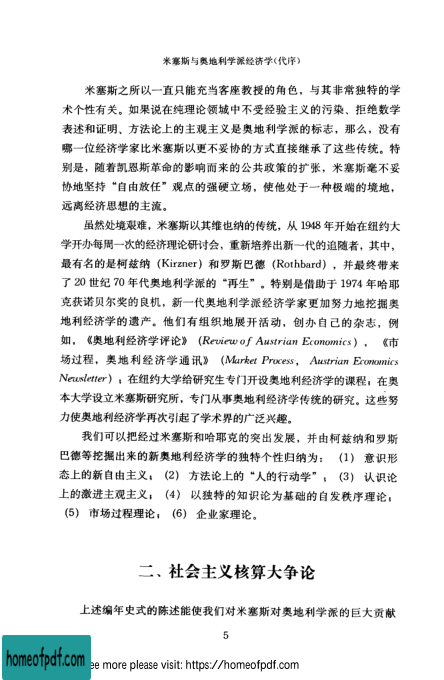 米塞斯与奥地利学派经济学(代序)
米塞斯之所以一直只能充当客座教授的角色，与其非常独特的学
术个性有关。如果说在纯理论领域中不受经验主义的污染、拒绝数学
表述和证明、方法论上的主观主义是奥地利学派的标志，那么，没有
哪一位经济学家比米塞斯以更不妥协的方式直接继承了这些传统。特
别是，随着凯恩斯革命的影响而来的公共政策的扩张，米塞斯毫不妥
协地坚持“自由放任”观点的强硬立场，使他处于一种极端的境地，
远离经济思想的主流。
虽然处境艰难，米塞斯以其维也纳的传统，从 1948 年开始在纽约大
学开办每周一次的经济理论研讨会，重新培养出新一代的追随者，其中，
最有名的是柯兹纳（Kirzner）和罗斯巴德（Rothbard），并最终带来
了 20 世纪 70 年代奥地利学派的“再生”。特别是借助于 1974 年哈耶
克获诺贝尔奖的良机，新一代奥地利学派经济学家更加努力地挖掘奥
地利经济学的遗产。他们有组织地展开活动，创办自己的杂志，例
如，《奥地利经济学评论》（Review of Austrian Economics），《市
场过程，奥地利经济学通讯》（Market Process, Austrian Economics
Newsletter）；在纽约大学给研究生专门开设奥地利经济学的课程；在奥
本大学设立米塞斯研究所，专门从事奥地利经济学传统的研究。这些努
力使奥地利经济学再次引起了学术界的广泛兴趣。
我们可以把经过米塞斯和哈耶克的突出发展，并由柯兹纳和罗斯
巴德等挖掘出来的新奥地利经济学的独特个性归纳为：（1）意识形
态上的新自由主义；（2）方法论上的“人的行动学”；（3）认识论
上的激进主观主义；（4）以独特的知识论为基础的自发秩序理论；
（5）市场过程理论；（6）企业家理论。
二、社会主义核算大争论
上述编年史式的陈述能使我们对米塞斯对奥地利学派的巨大贡献
5
homeofpdf.com
ee more please visit: https://homeofpdf.com